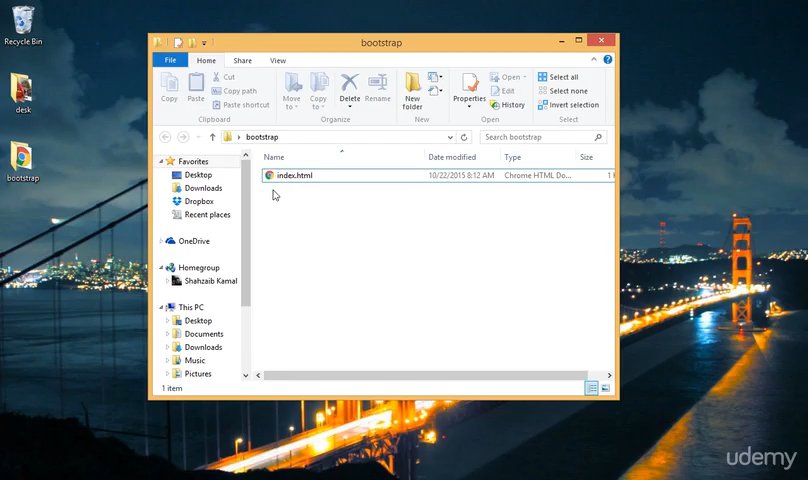 Recycle Bin
desk
bootstrap
bootstrap
File
Home
Share
View
Copy
Paste
Cut
Copy path
Paste shortcut
Clipboard
Move to
Copy to
Delete
Rename
Organize
New folder
New
Properties
Open
Edit
History
Open
Select all
Select none
Invert selection
Select
bootstrap
Search bootstrap
Name
Date modified
Type
Size
index.html
10/22/2015 8:12 AM
Chrome HTML Do...
1
Favorites
Desktop
Downloads
Dropbox
Recent places
OneDrive
Homegroup
Shahzaib Kamal
This PC
Desktop
Documents
Downloads
Music
Pictures
1 item
udemy